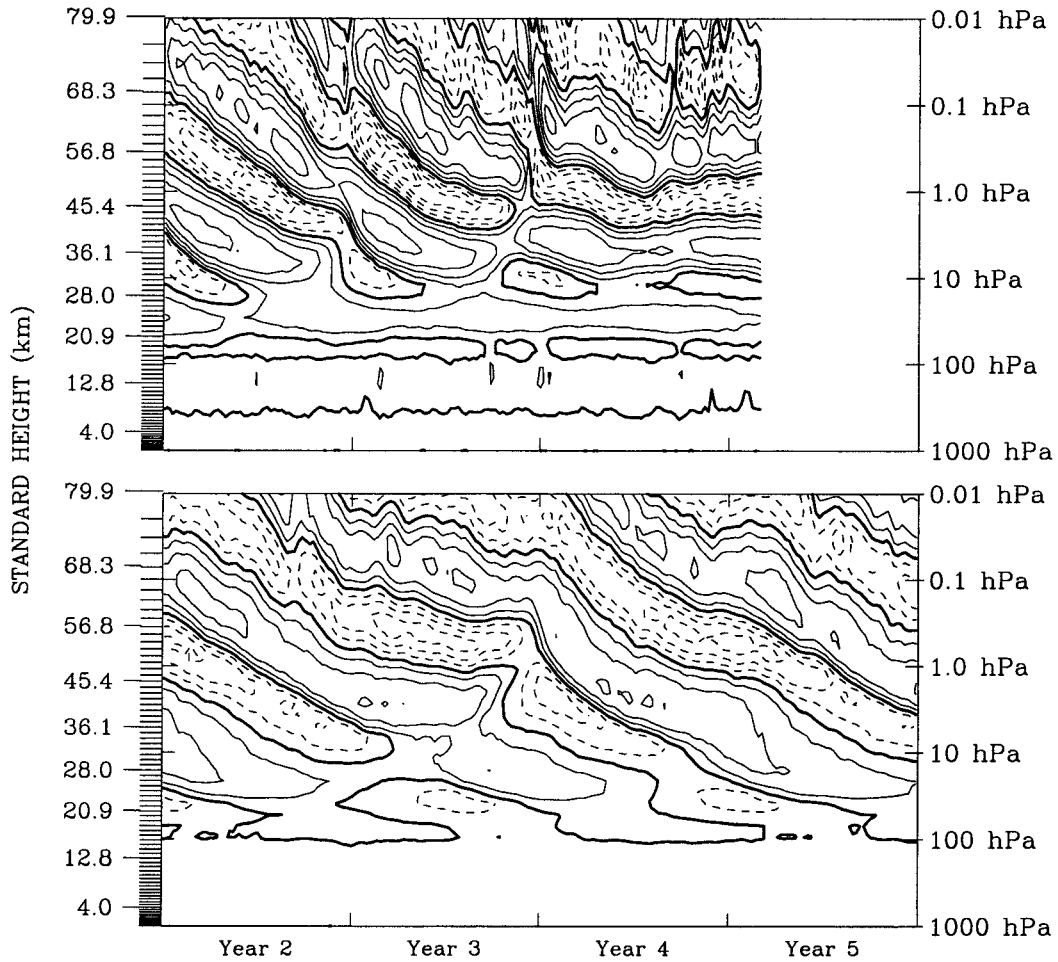 79.9
68.3
56.8
45.4
36.1
28.0
20.9
12.8
4.0
0.01 hPa
0.1 hPa
1.0 hPa
10 hPa
100 hPa
1000 hPa
STANDARD HEIGHT (km)
79.9
68.3
56.8
45.4
36.1
28.0
20.9
12.8
4.0
0.01 hPa
0.1 hPa
1.0 hPa
10 hPa
100 hPa
1000 hPa
Year 2 Year 3 Year 4 Year 5